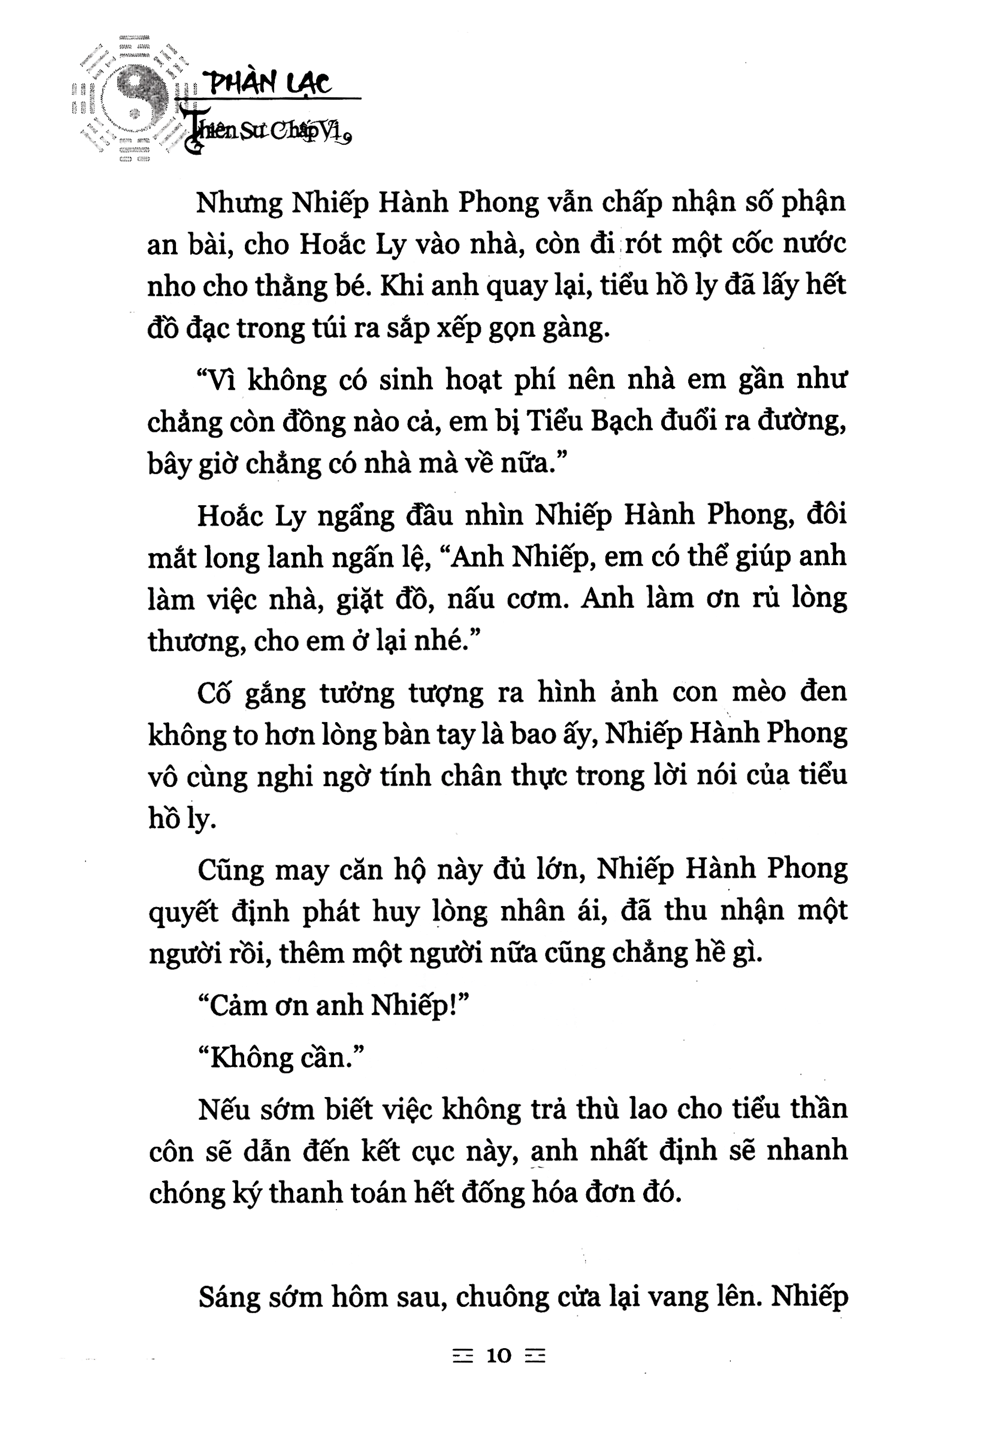 PHÀN LẠC
Thiên Sư Chấp Vị
Nhưng Nhiếp Hành Phong vẫn chấp nhận số phận
an bài, cho Hoắc Ly vào nhà, còn đi rót một cốc nước
nho cho thằng bé. Khi anh quay lại, tiểu hồ ly đã lấy hết
đồ đạc trong túi ra sắp xếp gọn gàng.
“Vì không có sinh hoạt phí nên nhà em gần như
chẳng còn đồng nào cả, em bị Tiểu Bạch đuổi ra đường,
bây giờ chẳng có nhà mà về nữa.”
Hoắc Ly ngẩng đầu nhìn Nhiếp Hành Phong, đôi
mắt long lanh ngấn lệ, “Anh Nhiếp, em có thể giúp anh
làm việc nhà, giặt đồ, nấu cơm. Anh làm ơn rủ lòng
thương, cho em ở lại nhé.”
Cố gắng tưởng tượng ra hình ảnh con mèo đen
không to hơn lòng bàn tay là bao ấy, Nhiếp Hành Phong
vô cùng nghi ngờ tính chân thực trong lời nói của tiểu
hồ ly.
Cũng may căn hộ này đủ lớn, Nhiếp Hành Phong
quyết định phát huy lòng nhân ái, đã thu nhận một
người rồi, thêm một người nữa cũng chẳng hề gì.
“Cảm ơn anh Nhiếp!”
“Không cần.”
Nếu sớm biết việc không trả thù lao cho tiểu thần
côn sẽ dẫn đến kết cục này, anh nhất định sẽ nhanh
chóng ký thanh toán hết đống hóa đơn đó.
Sáng sớm hôm sau, chuông cửa lại vang lên. Nhiếp
10